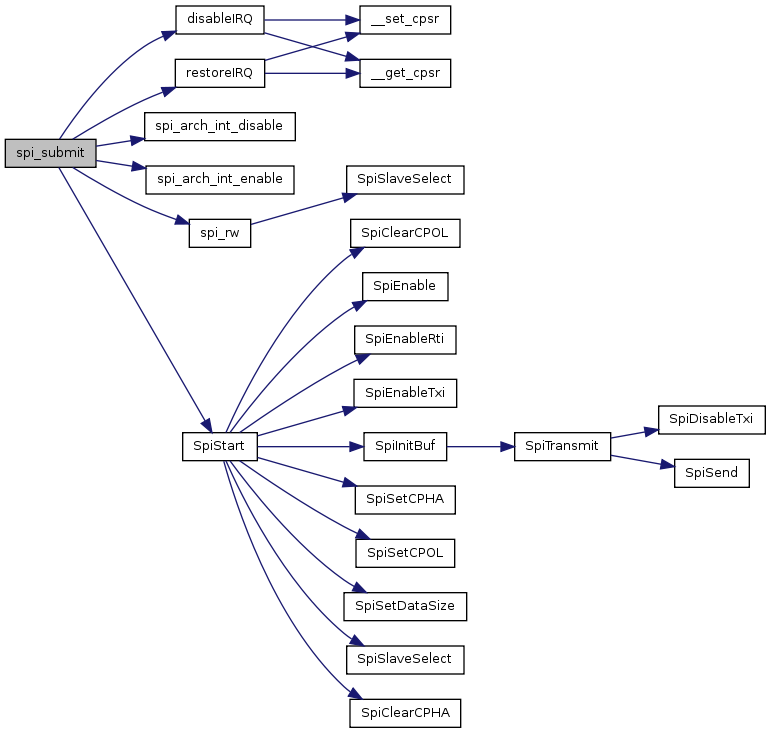 disableIRQ
__set_cpsr
restoreIRQ
__get_cpsr
spi_arch_int_disable
spi_submit
spi_arch_int_enable
SpiSlaveSelect
spi_rw
SpiClearCPOL
SpiEnable
SpiEnableRti
SpiEnableTxi
SpiDisableTxi
SpiStart
SpiInitBuf
SpiTransmit
SpiSend
SpiSetCPHA
SpiSetCPOL
SpiSetDataSize
SpiSlaveSelect
SpiClearCPHA